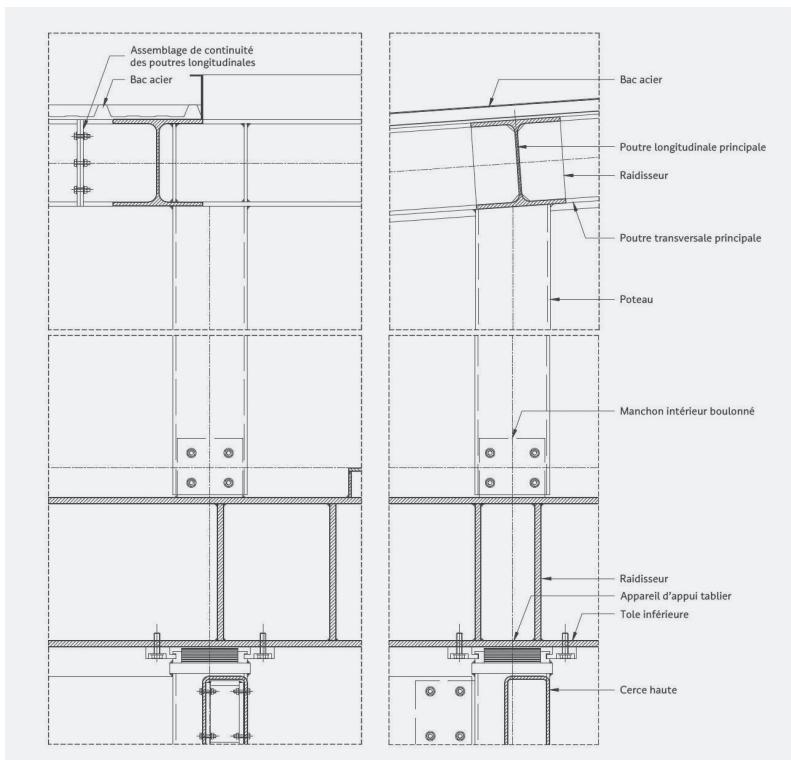 Assemblage de continuité
des poutres longitudinales
Bac acier
Bac acier
Poutre longitudinale principale
Raidisseur
Poutre transversale principale
Poteau
Manchon intérieur boulonné
Raidisseur
Appareil d'appui tablier
Tole inférieure
Cerce haute